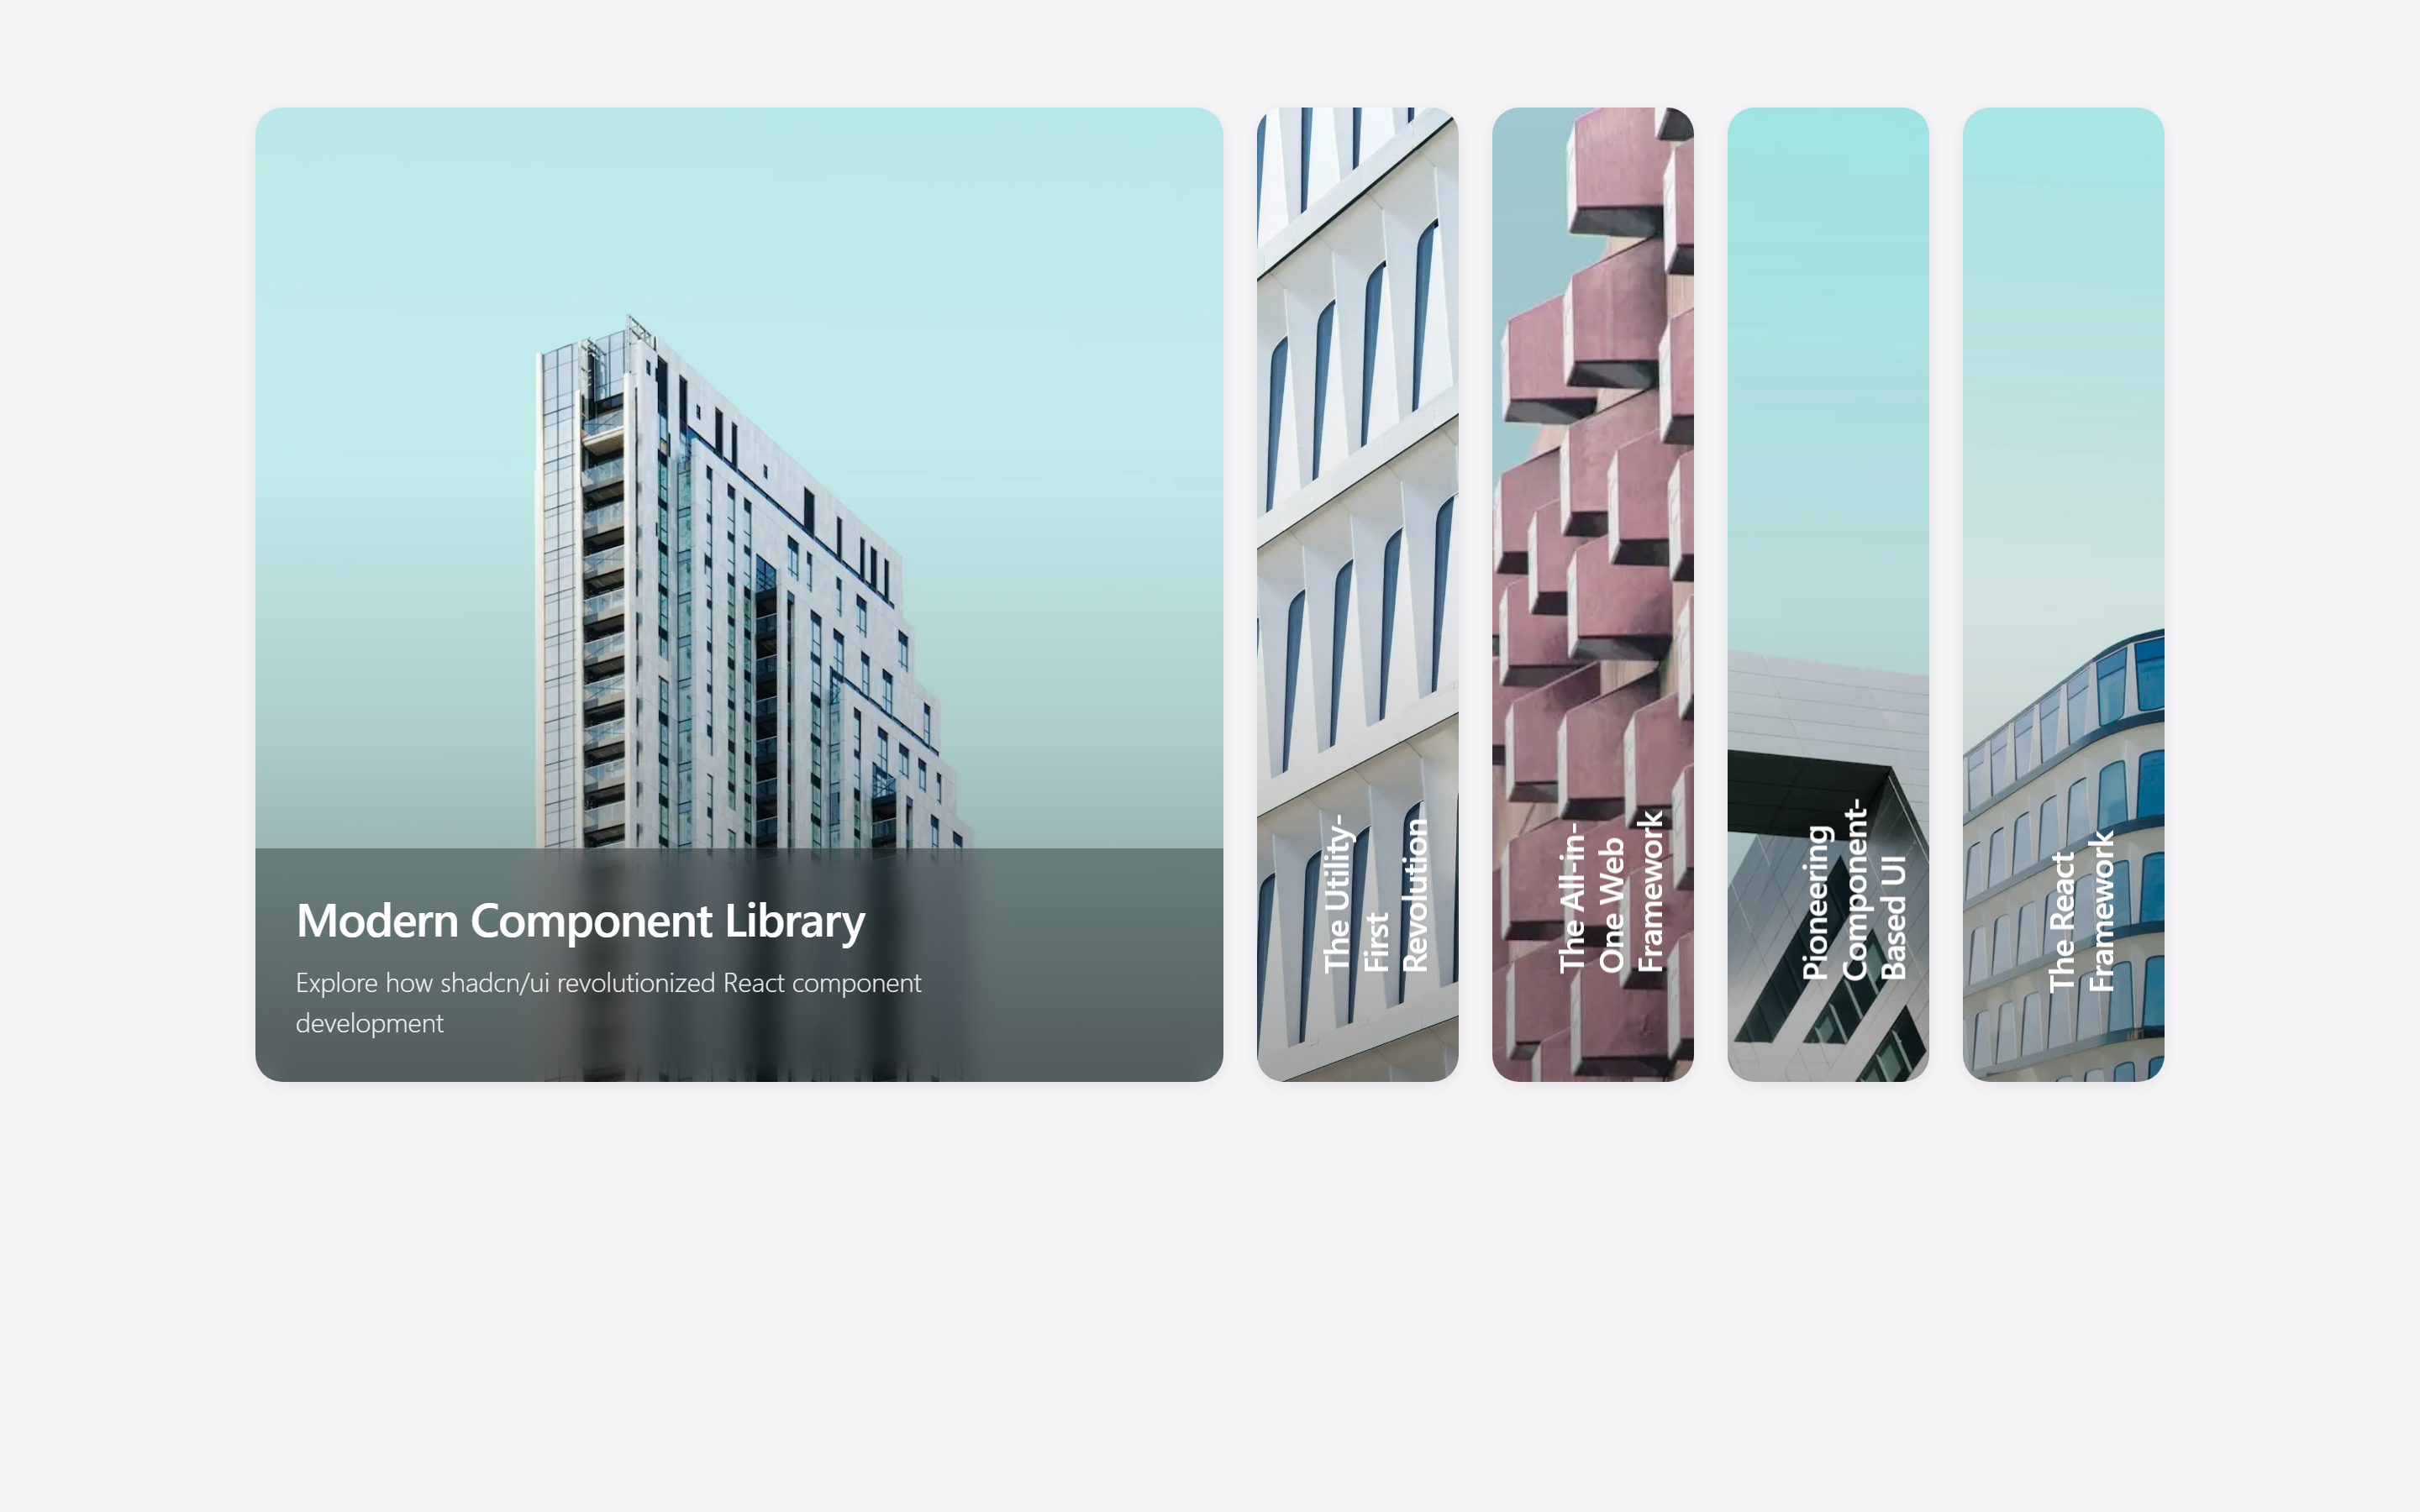 Modern Component Library
Explore how shadcn/ui revolutionized React component
development
The Utility-
First
Revolution
The All-in-
One Web
Framework
Pioneering
Component-
Based UI
The React
Framework